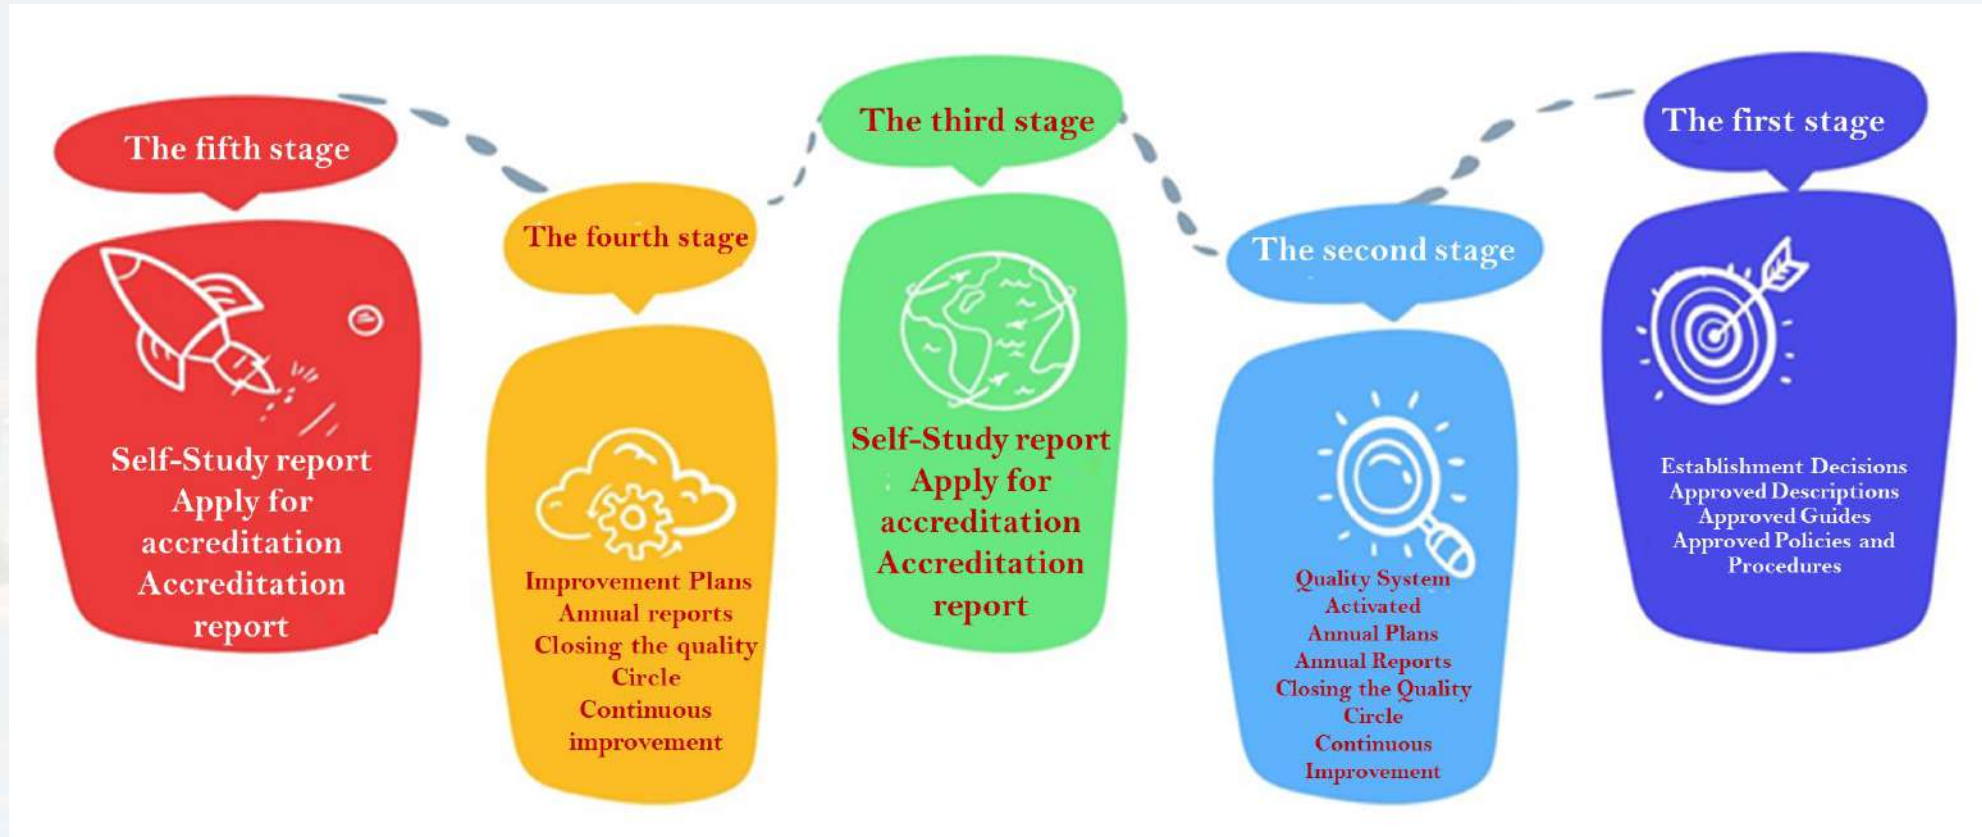 The fifth stage
Self-Study report
Apply for
accreditation
Accreditation
report
The fourth stage
Improvement Plans
Annual reports
Closing the quality
Circle
Continuous
improvement
The third stage
Self-Study report
Apply for
accreditation
Accreditation
report
The second stage
Quality System
Activated
Annual Plans
Annual Reports
Closing the Quality
Circle
Continuous
Improvement
The first stage
Establishment Decisions
Approved Descriptions
Approved Guides
Approved Policies and
Procedures